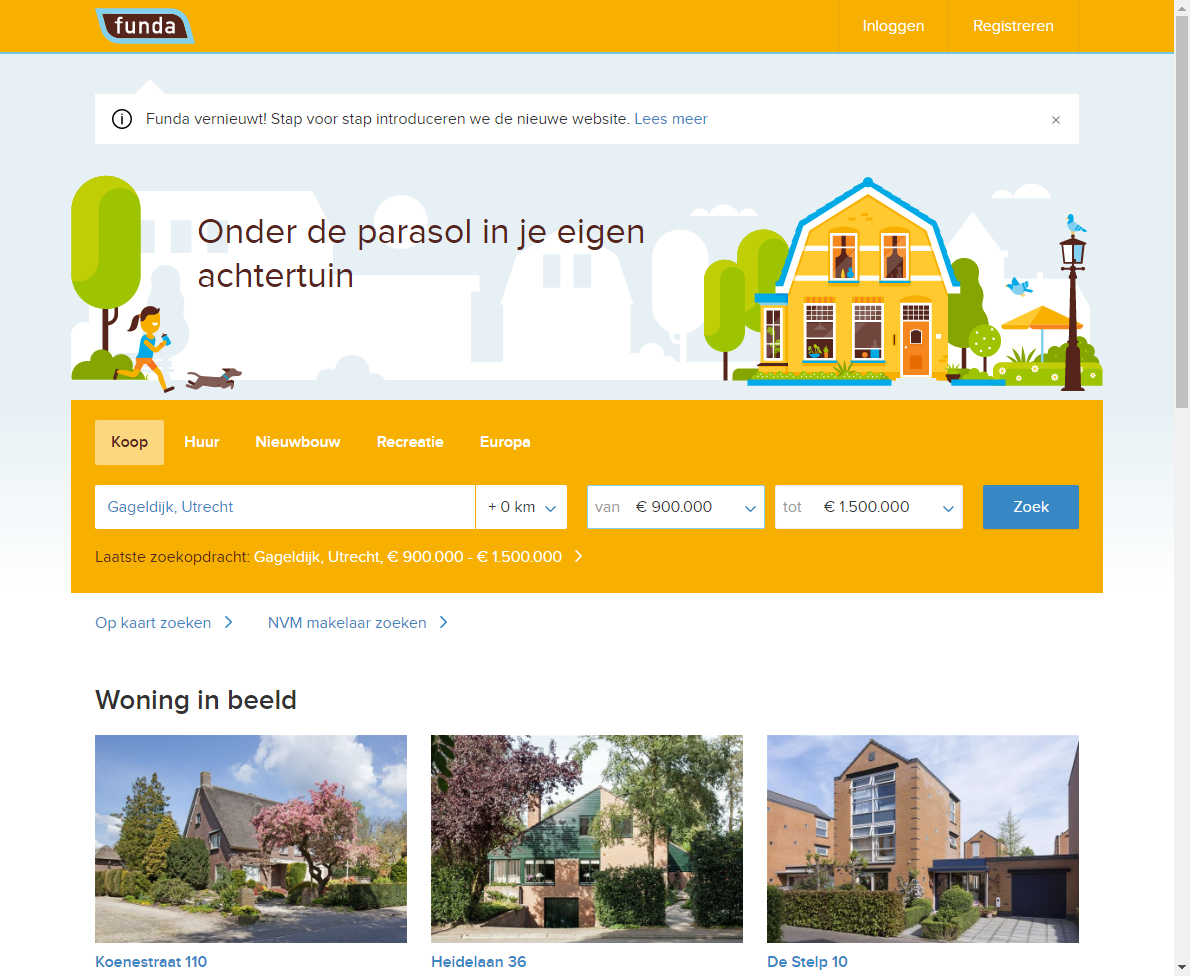 funda
Inloggen
Registreren
Funda vernieuwt! Stap voor stap introduceren we de nieuwe website. Lees meer
Onder de parasol in je eigen
achtertuin
Koop
Huur
Nieuwbouw
Recreatie
Europa
Gageldijk, Utrecht
+ 0 km
van € 900.000
tot € 1.500.000
Zoek
Laatste zoekopdracht: Gageldijk, Utrecht, € 900.000 - € 1.500.000
Op kaart zoeken
NVM makelaar zoeken
Woning in beeld
Koenestraat 110
Heidelaan 36
De Stelp 10